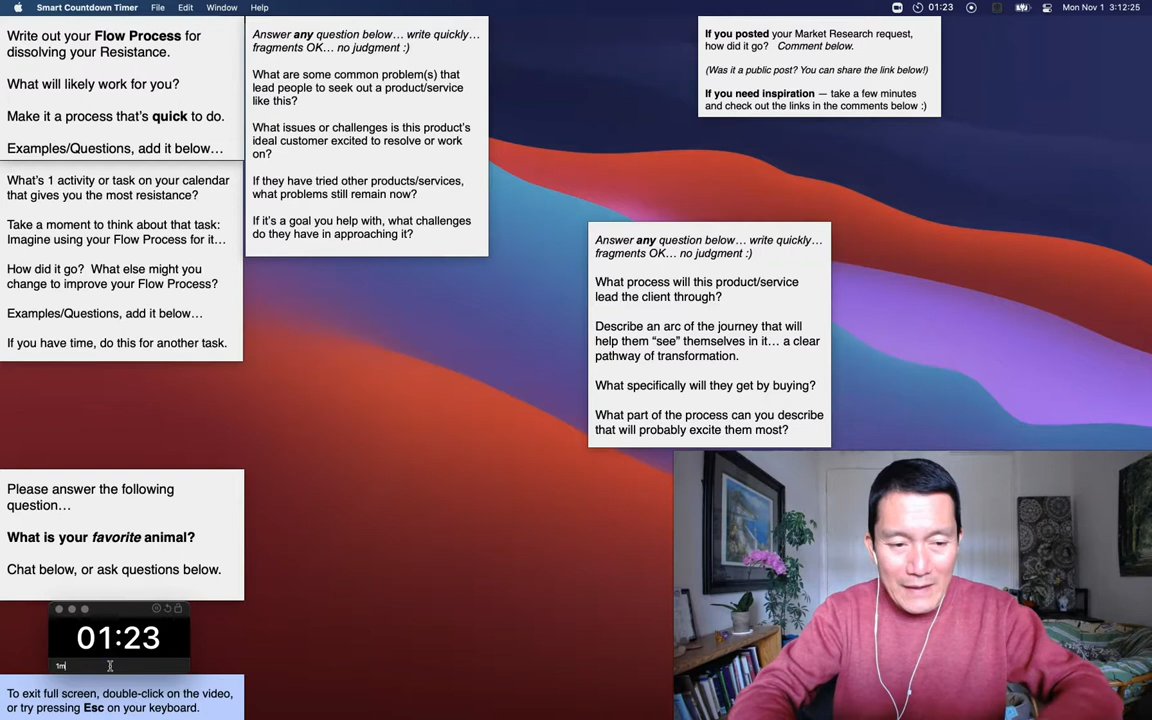 Smart Countdown Timer File Edit Window Help
01:23 Mon Nov 1 3:12:25
Write out your Flow Process for
dissolving your Resistance.
What will likely work for you?
Make it a process that's quick to do.
Examples/Questions, add it below…
What's 1 activity or task on your calendar
that gives you the most resistance?
Take a moment to think about that task:
Imagine using your Flow Process for it…
How did it go? What else might you
change to improve your Flow Process?
Examples/Questions, add it below…
If you have time, do this for another task.
Answer any question below… write quickly…
fragments OK… no judgment :)
What are some common problem(s) that
lead people to seek out a product/service
like this?
What issues or challenges is this product's
ideal customer excited to resolve or work
on?
If they have tried other products/services,
what problems still remain now?
If it's a goal you help with, what challenges
do they have in approaching it?
If you posted your Market Research request,
how did it go? Comment below.
(Was it a public post? You can share the link below!)
If you need inspiration — take a few minutes
and check out the links in the comments below :)
Answer any question below… write quickly…
fragments OK… no judgment :)
What process will this product/service
lead the client through?
Describe an arc of the journey that will
help them “see” themselves in it… a clear
pathway of transformation.
What specifically will they get by buying?
What part of the process can you describe
that will probably excite them most?
Please answer the following
question…
What is your favorite animal?
Chat below, or ask questions below.
01:23
1m
To exit full screen, double-click on the video,
or try pressing Esc on your keyboard.